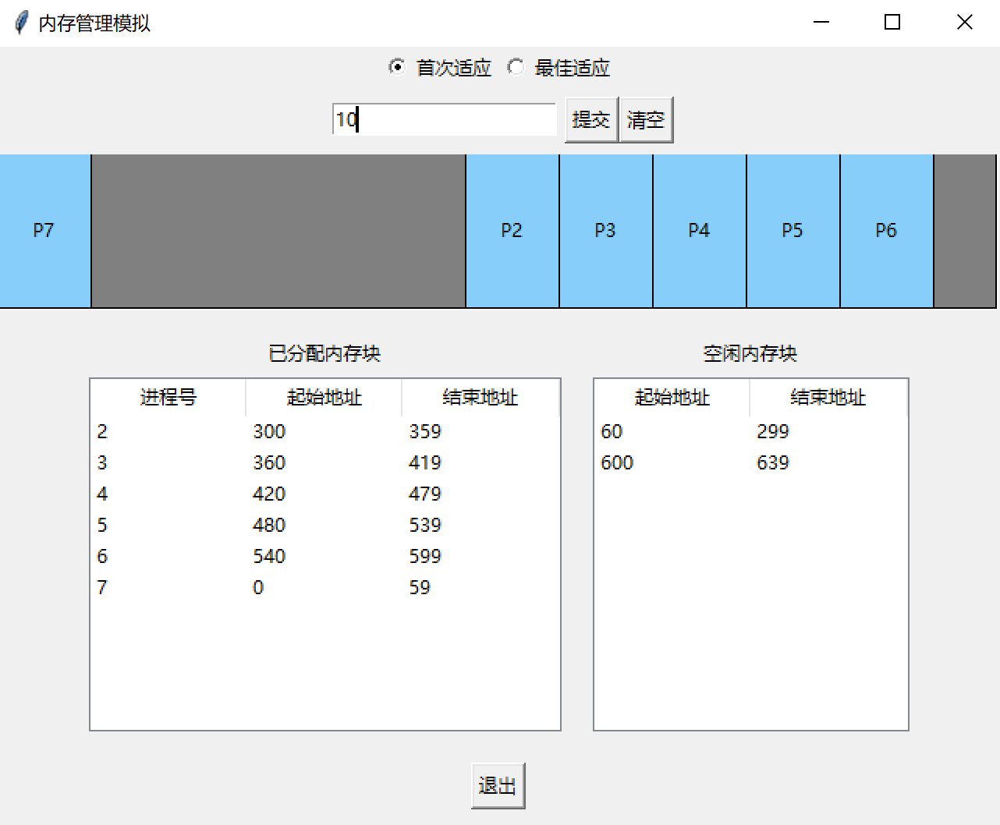 内存管理模拟
首次适应 最佳适应
10 提交 清空
P7 P2 P3 P4 P5 P6
已分配内存块 空闲内存块
进程号 起始地址 结束地址 起始地址 结束地址
2 300 359 60 299
3 360 419 600 639
4 420 479
5 480 539
6 540 599
7 0 59
退出